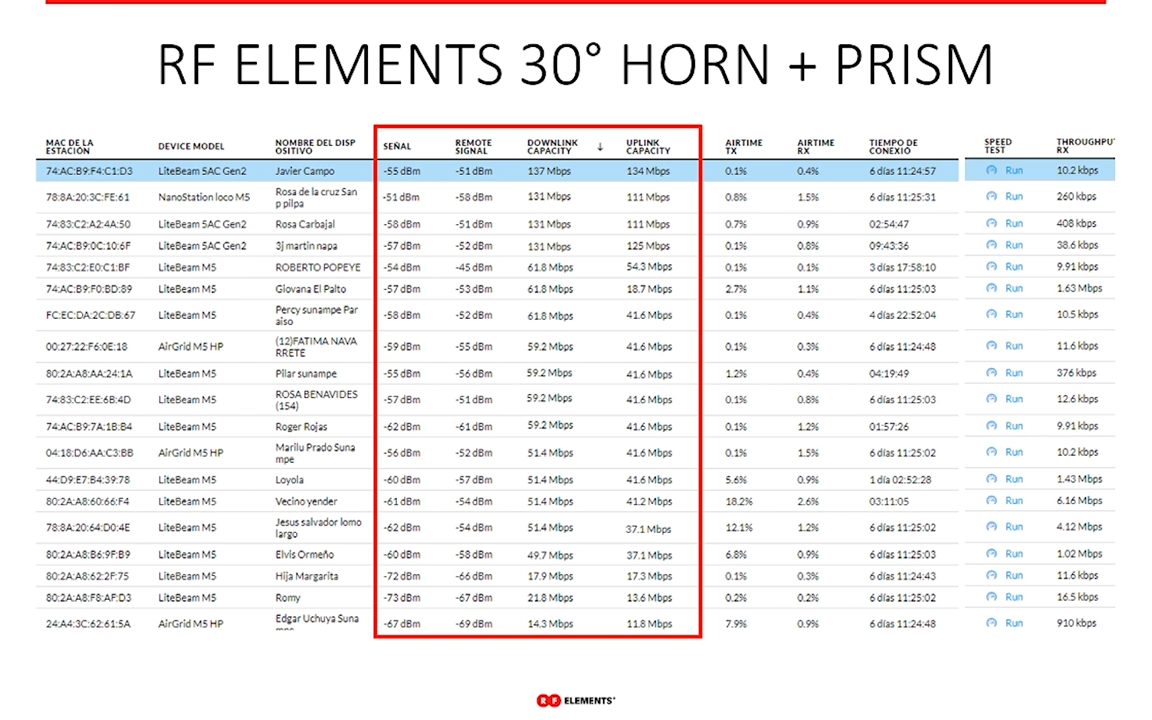 RF ELEMENTS 30° HORN + PRISM
MAC DE LA ESTACIÓN DEVICE MODEL NOMBRE DEL DISPOSITIVO SEÑAL REMOTE SIGNAL DOWNLINK CAPACITY ↓ UPLINK CAPACITY AIRTIME TX AIRTIME RX TIEMPO DE CONEXIO SPEED TEST THROUGHPUT RX
74:AC:B9:F4:C1:D3 LiteBeam 5AC Gen2 Javier Campo -55 dBm -51 dBm 137 Mbps 134 Mbps 0.1% 0.4% 6 días 11:24:57 Run 10.2 kbps
78:8A:20:3C:FE:61 NanoStation loco M5 Rosa de la cruz San p pilpa -51 dBm -58 dBm 131 Mbps 111 Mbps 0.8% 1.5% 6 días 11:25:31 Run 260 kbps
74:83:C2:A2:4A:50 LiteBeam 5AC Gen2 Rosa Carbajal -58 dBm -51 dBm 131 Mbps 111 Mbps 0.7% 0.9% 02:54:47 Run 408 kbps
74:AC:B9:0C:10:6F LiteBeam 5AC Gen2 3j martin napa -57 dBm -52 dBm 131 Mbps 125 Mbps 0.1% 0.8% 09:43:36 Run 38.6 kbps
74:83:C2:E0:C1:BF LiteBeam M5 ROBERTO POPEYE -54 dBm -45 dBm 61.8 Mbps 54.3 Mbps 0.1% 0.1% 3 días 17:58:10 Run 9.91 kbps
74:AC:B9:F0:BD:89 LiteBeam M5 Giovana El Palto -57 dBm -53 dBm 61.8 Mbps 18.7 Mbps 2.7% 1.1% 6 días 11:25:03 Run 1.63 Mbps
FC:EC:DA:2C:DB:67 LiteBeam M5 Percy sunampe Par aiso -58 dBm -52 dBm 61.8 Mbps 41.6 Mbps 0.1% 0.4% 4 días 22:52:04 Run 10.5 kbps
00:27:22:F6:0E:18 AirGrid M5 HP (12)FATIMA NAVA RRETE -59 dBm -55 dBm 59.2 Mbps 41.6 Mbps 0.1% 0.3% 6 días 11:24:48 Run 11.6 kbps
80:2A:A8:AA:24:1A LiteBeam M5 Pilar sunampe -55 dBm -56 dBm 59.2 Mbps 41.6 Mbps 1.2% 0.4% 04:19:49 Run 376 kbps
74:83:C2:EE:6B:4D LiteBeam M5 ROSA BENAVIDES (154) -57 dBm -51 dBm 59.2 Mbps 41.6 Mbps 0.1% 0.8% 6 días 11:25:03 Run 12.6 kbps
74:AC:B9:7A:1B:B4 LiteBeam M5 Roger Rojas -62 dBm -61 dBm 59.2 Mbps 41.6 Mbps 0.1% 1.2% 01:57:26 Run 9.91 kbps
04:18:D6:AA:C3:BB AirGrid M5 HP Marilu Prado Suna mpe -56 dBm -52 dBm 51.4 Mbps 41.6 Mbps 0.1% 1.5% 6 días 11:25:02 Run 10.2 kbps
44:D9:E7:B4:39:78 LiteBeam M5 Loyola -60 dBm -57 dBm 51.4 Mbps 41.6 Mbps 5.6% 0.9% 1 día 02:52:28 Run 1.43 Mbps
80:2A:A8:60:66:F4 LiteBeam M5 Vecino yender -61 dBm -54 dBm 51.4 Mbps 41.2 Mbps 18.2% 2.6% 03:11:05 Run 6.16 Mbps
78:8A:20:64:D0:4E LiteBeam M5 Jesus salvador lomo largo -62 dBm -54 dBm 51.4 Mbps 37.1 Mbps 12.1% 1.2% 6 días 11:25:02 Run 4.12 Mbps
80:2A:A8:B6:9F:B9 LiteBeam M5 Elvis Ormeño -60 dBm -58 dBm 49.7 Mbps 37.1 Mbps 6.8% 0.9% 6 días 11:25:03 Run 1.02 Mbps
80:2A:A8:62:2F:75 LiteBeam M5 Hija Margarita -72 dBm -66 dBm 17.9 Mbps 17.3 Mbps 0.1% 0.3% 6 días 11:24:43 Run 11.6 kbps
80:2A:A8:F8:AF:D3 LiteBeam M5 Romy -73 dBm -67 dBm 21.8 Mbps 13.6 Mbps 0.2% 0.2% 6 días 11:25:02 Run 16.5 kbps
24:A4:3C:62:61:5A AirGrid M5 HP Edgar Uchuya Suna -67 dBm -69 dBm 14.3 Mbps 11.8 Mbps 7.9% 0.9% 6 días 11:24:48 Run 910 kbps
RF ELEMENTS